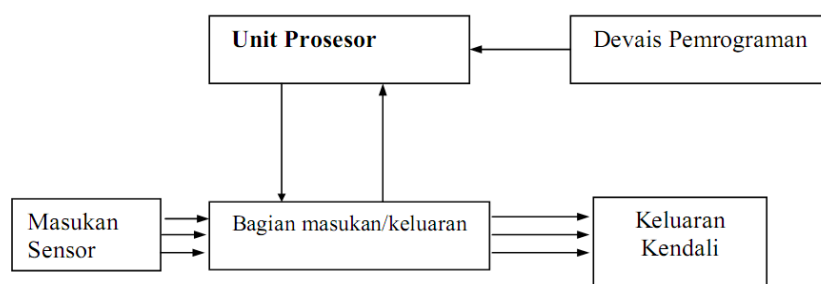 Unit Prosesor
Devais Pemrograman
Masukan
Sensor
Bagian masukan/keluaran
Keluaran
Kendali